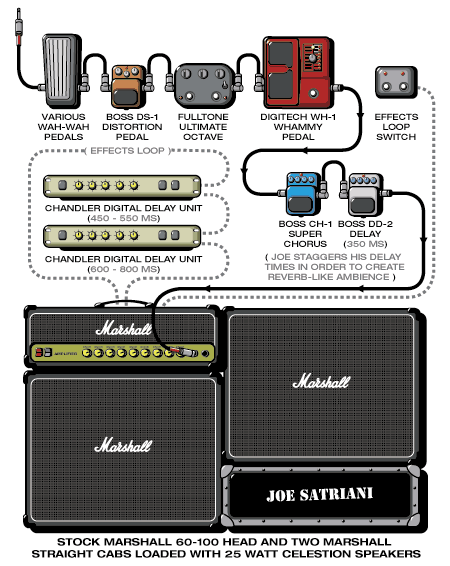 VARIOUS
WAH-WAH
PEDALS
BOSS DS-1
DISTORTION
PEDAL
FULLTONE
ULTIMATE
OCTAVE
DIGITECH WH-1
WHAMMY
PEDAL
EFFECTS
LOOP
SWITCH
( EFFECTS LOOP )
CHANDLER DIGITAL DELAY UNIT
(450 - 550 MS)
CHANDLER DIGITAL DELAY UNIT
(600 - 800 MS)
BOSS CH-1
SUPER
CHORUS
BOSS DD-2
DELAY
(350 MS)
( JOE STAGGERS HIS DELAY
TIMES IN ORDER TO CREATE
REVERB-LIKE AMBIENCE )
Marshall
Marshall
Marshall
JOE SATRIANI
STOCK MARSHALL 60-100 HEAD AND TWO MARSHALL
STRAIGHT CABS LOADED WITH 25 WATT CELESTION SPEAKERS